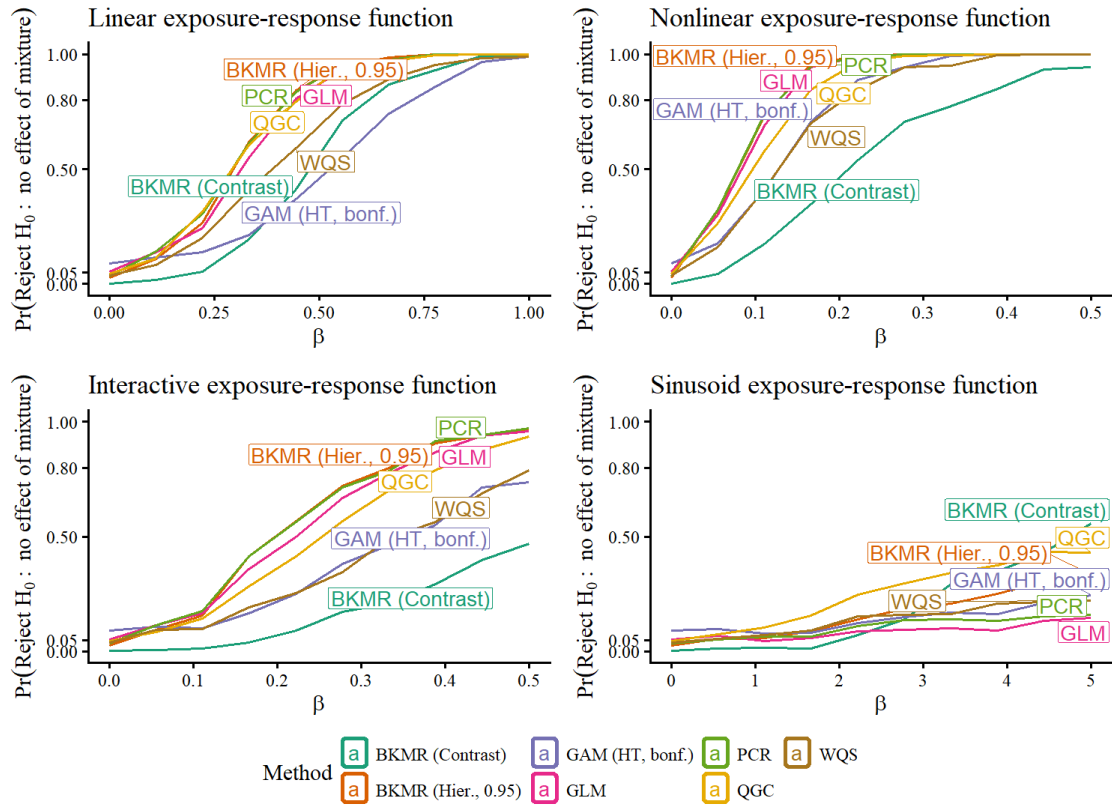 Linear exposure-response function
Pr(Reject H0 : no effect of mixture)
1.00
0.80
0.50
0.05
0.00
BKMR (Hier., 0.95)
PCR
GLM
QGC
WQS
BKMR (Contrast)
GAM (HT, bonf.)
0.00 0.25 0.50 0.75 1.00
β
Nonlinear exposure-response function
Pr(Reject H0 : no effect of mixture)
1.00
0.80
0.50
0.05
0.00
BKMR (Hier., 0.95)
PCR
GLM
QGC
GAM (HT, bonf.)
WQS
BKMR (Contrast)
0.0 0.1 0.2 0.3 0.4 0.5
β
Interactive exposure-response function
Pr(Reject H0 : no effect of mixture)
1.00
0.80
0.50
0.05
0.00
PCR
BKMR (Hier., 0.95)
GLM
QGC
WQS
GAM (HT, bonf.)
BKMR (Contrast)
0.0 0.1 0.2 0.3 0.4 0.5
β
Sinusoid exposure-response function
Pr(Reject H0 : no effect of mixture)
1.00
0.80
0.50
0.05
0.00
BKMR (Contrast)
QGC
BKMR (Hier., 0.95)
GAM (HT, bonf.)
WQS
PCR
GLM
0 1 2 3 4 5
β
Method
a BKMR (Contrast) a GAM (HT, bonf.) a PCR a WQS
a BKMR (Hier., 0.95) a GLM a QGC